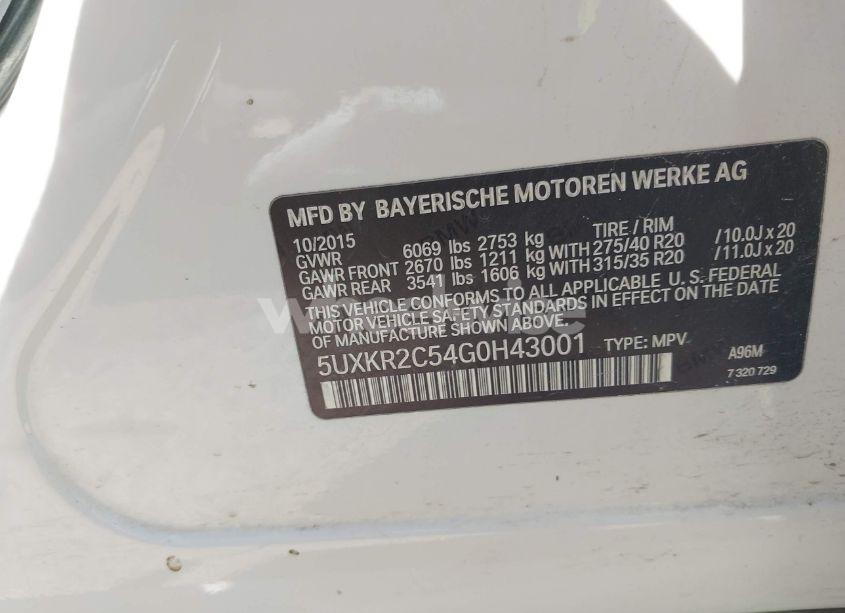 MFD BY BAYERISCHE MOTOREN WERKE AG
10/2015 TIRE / RIM
GVWR 6069 lbs 2753 kg
GAWR FRONT 2670 lbs 1211 kg WITH 275/40 R20 /10.0J x 20
GAWR REAR 3541 lbs 1606 kg WITH 315/35 R20 /11.0J x 20
THIS VEHICLE CONFORMS TO ALL APPLICABLE U.S. FEDERAL
MOTOR VEHICLE SAFETY STANDARDS IN EFFECT ON THE DATE
OF MANUFACTURE SHOWN ABOVE.
5UXKR2C54G0H43001 TYPE: MPV A96M
7 320 729